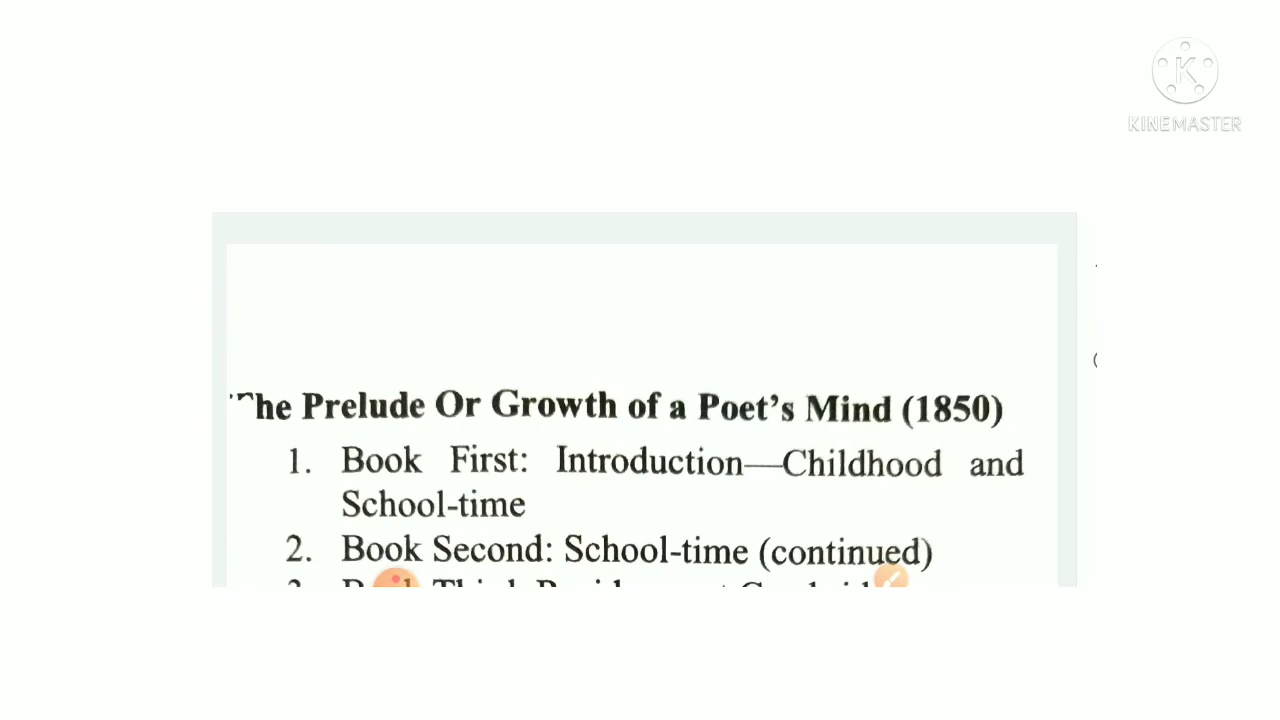 KINEMASTER
The Prelude Or Growth of a Poet's Mind (1850)
1. Book First: Introduction—Childhood and
School-time
2. Book Second: School-time (continued)